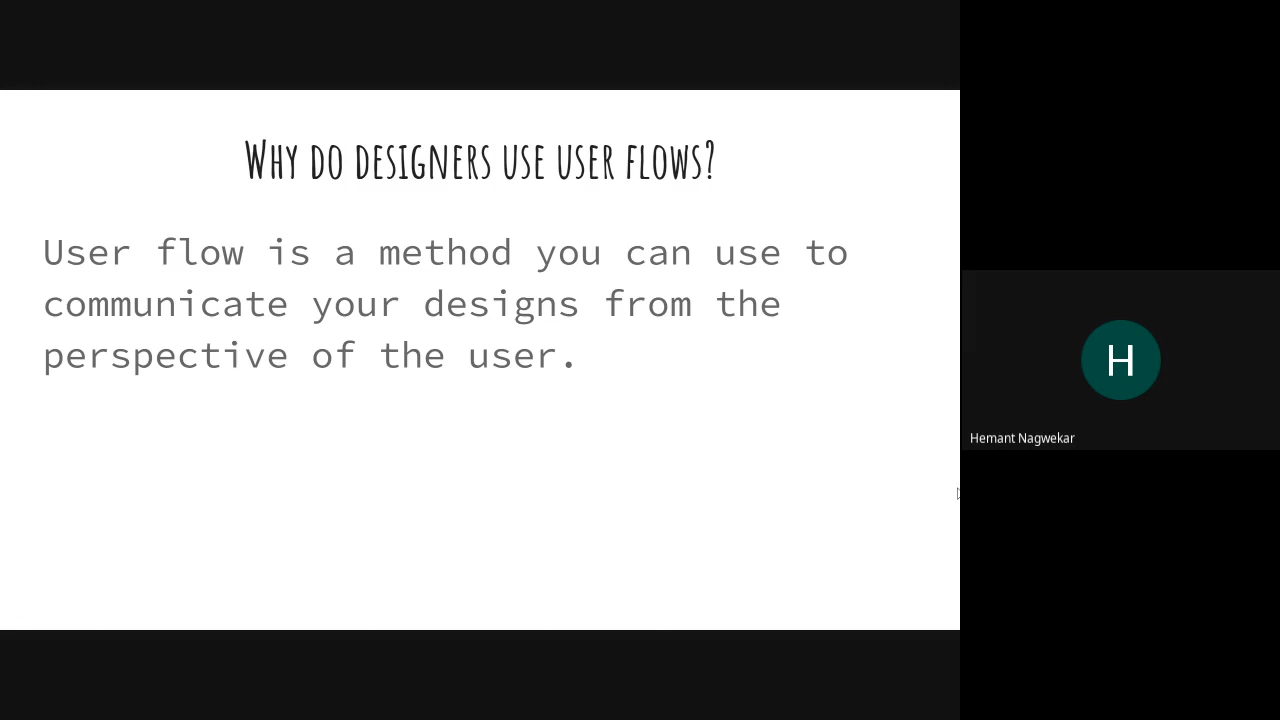 Why do designers use user flows?
User flow is a method you can use to
communicate your designs from the
perspective of the user.
H
Hemant Nagwekar